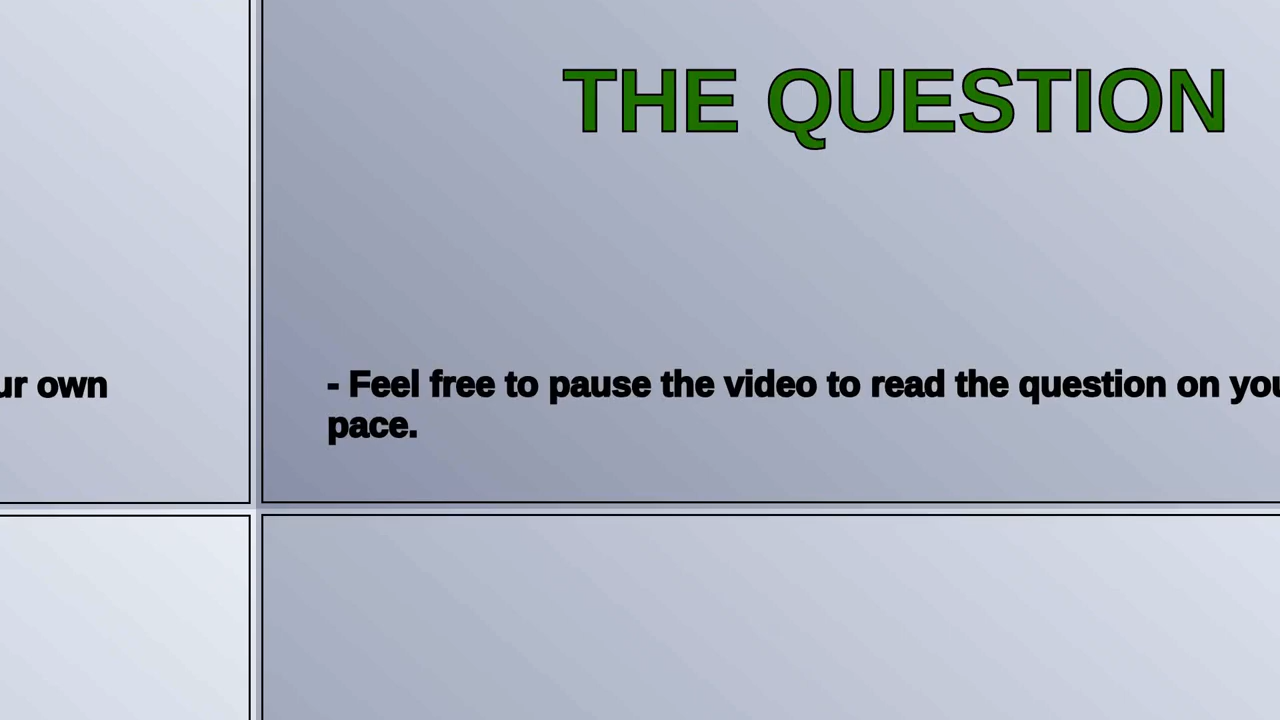 THE QUESTION
ur own
- Feel free to pause the video to read the question on you
pace.